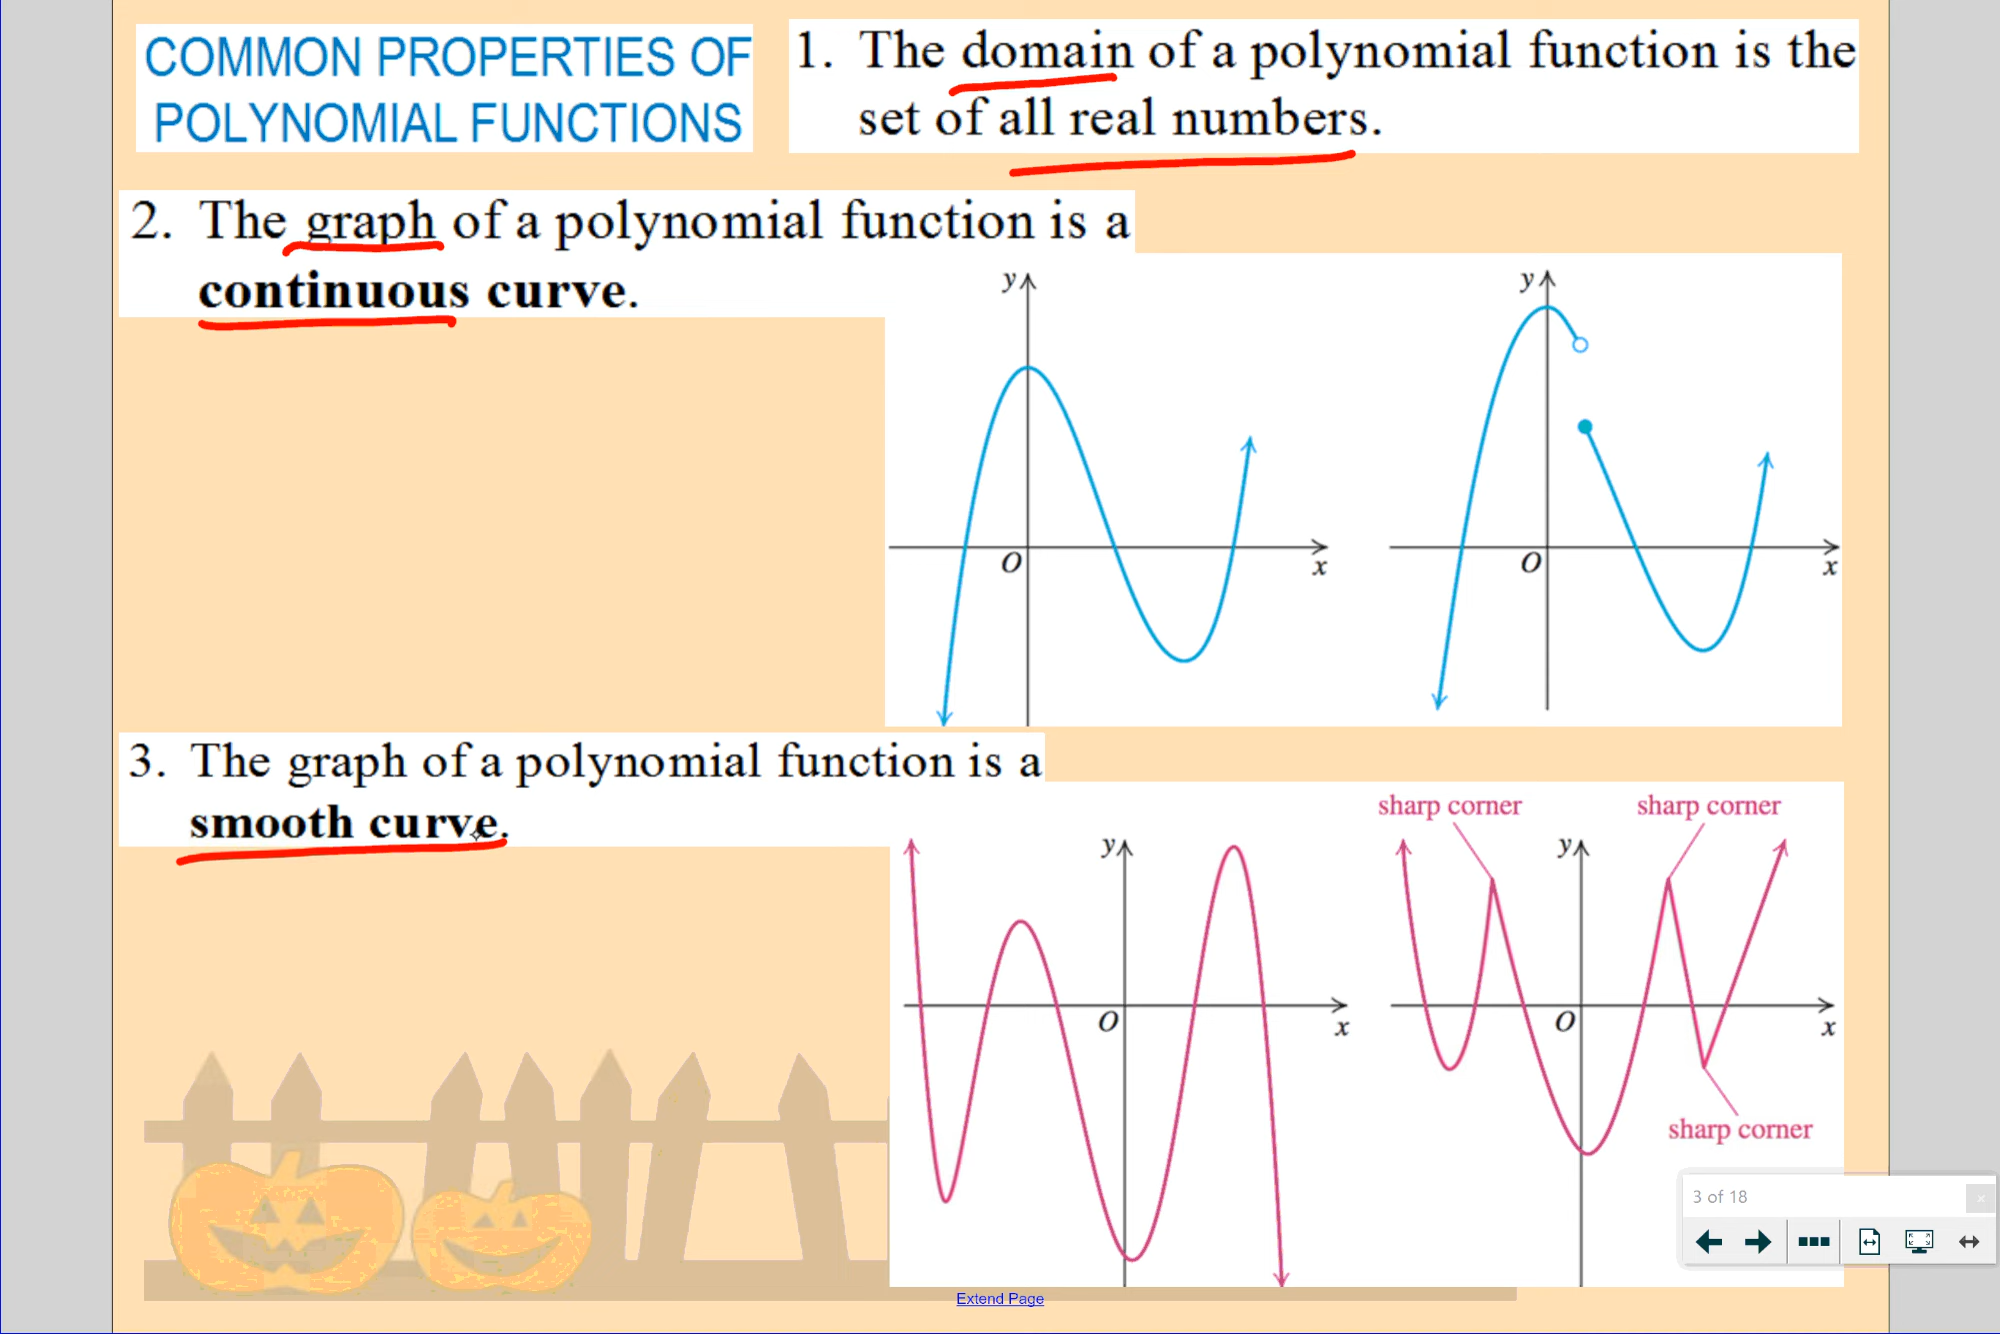 COMMON PROPERTIES OF
POLYNOMIAL FUNCTIONS
1. The domain of a polynomial function is the
set of all real numbers.
2. The graph of a polynomial function is a
continuous curve.
y
O
x
y
O
x
3. The graph of a polynomial function is a
smooth curve.
y
O
x
sharp corner
sharp corner
y
O
x
sharp corner
3 of 18
Extend Page